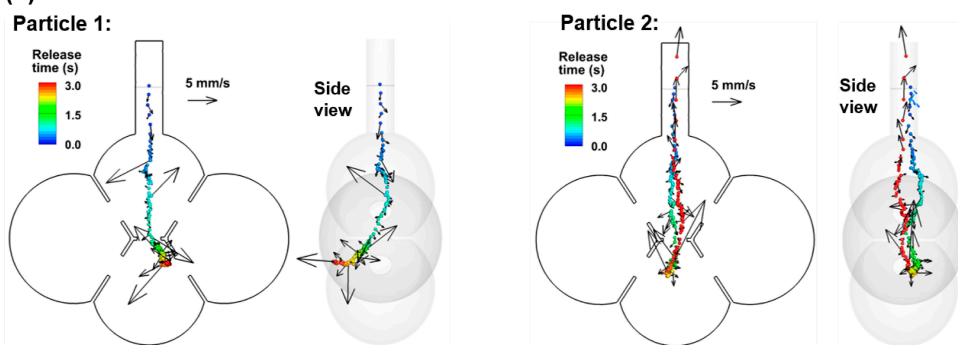 Particle 1:
Release
time (s)
3.0
1.5
0.0
5 mm/s
Side
view
Particle 2:
Release
time (s)
3.0
1.5
0.0
5 mm/s
Side
view